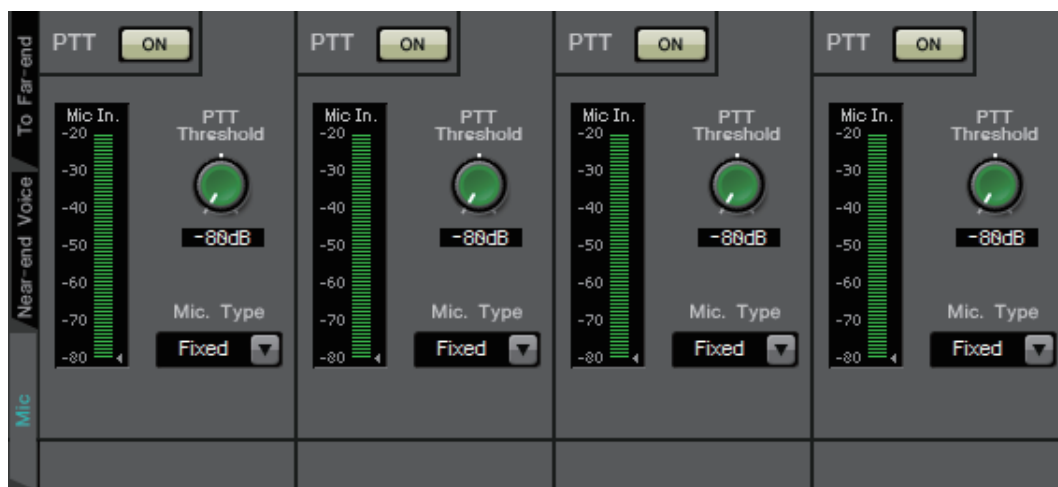 To Far-end
Near-end Voice
Mic
PTT ON
Mic In.
-20
-30
-40
-50
-60
-70
-80
PTT
Threshold
-80dB
Mic. Type
Fixed
PTT ON
Mic In.
-20
-30
-40
-50
-60
-70
-80
PTT
Threshold
-80dB
Mic. Type
Fixed
PTT ON
Mic In.
-20
-30
-40
-50
-60
-70
-80
PTT
Threshold
-80dB
Mic. Type
Fixed
PTT ON
Mic In.
-20
-30
-40
-50
-60
-70
-80
PTT
Threshold
-80dB
Mic. Type
Fixed